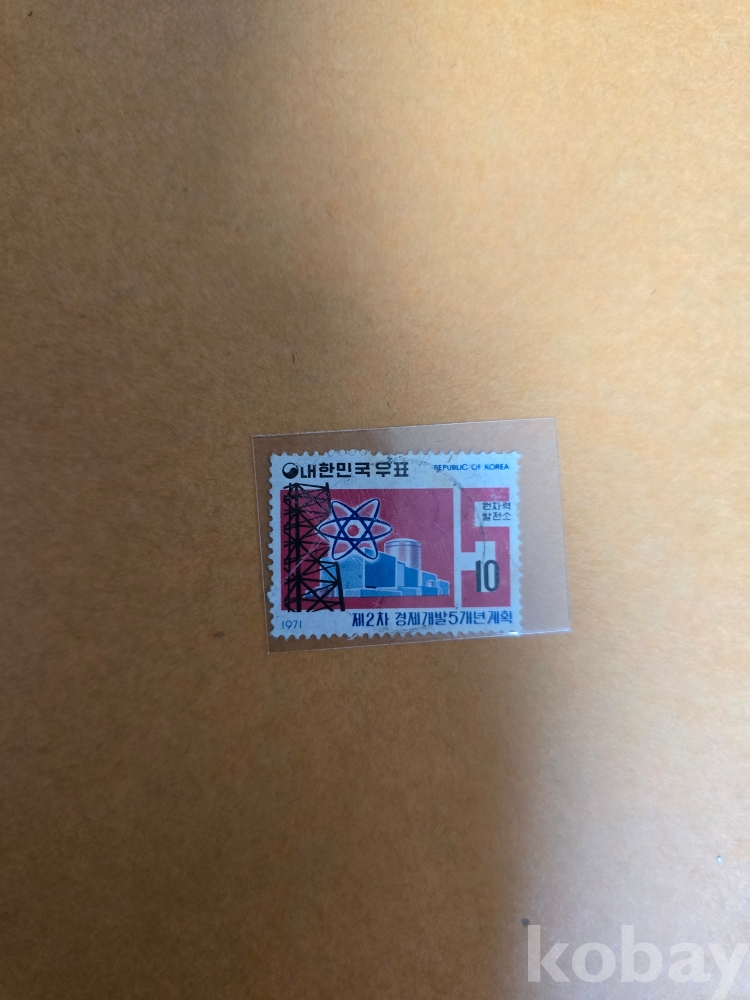 대한민국우표
REPUBLIC OF KOREA
원자력
발전소
10
1971
제2차 경제개발5개년계획
kobay